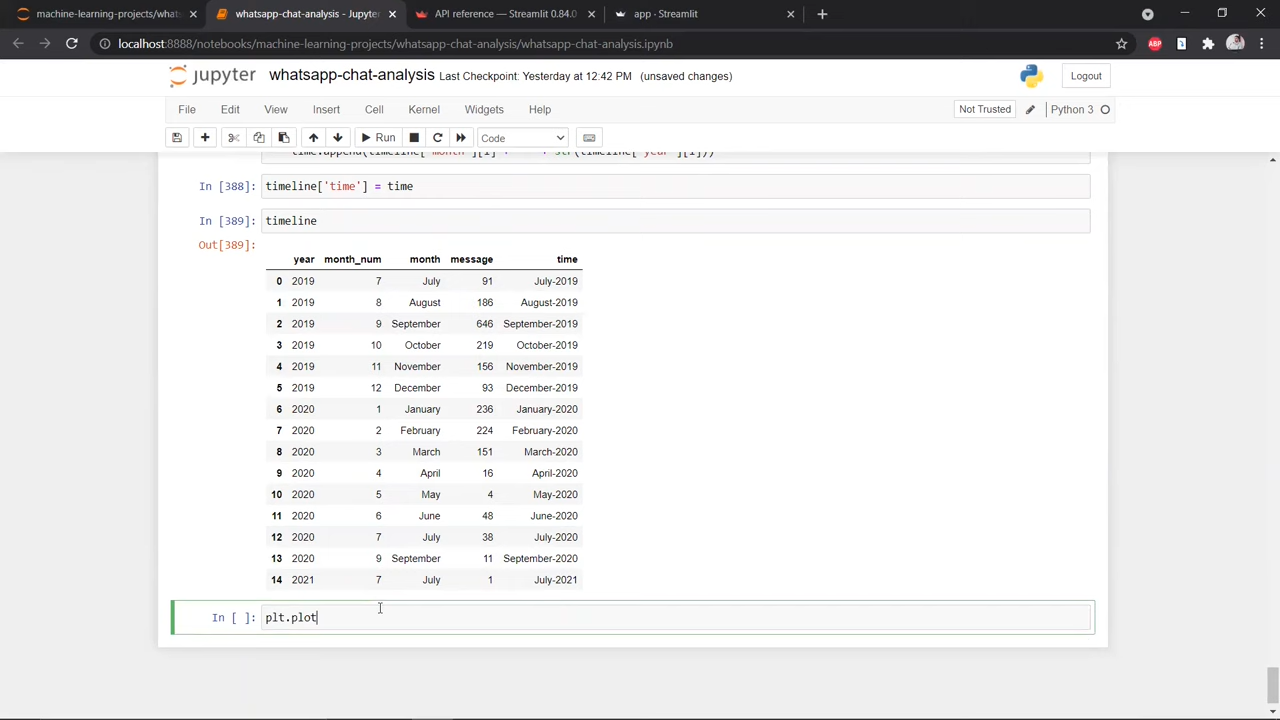 machine-learning-projects/what
whatsapp-chat-analysis - Jupyte
API reference — Streamlit 0.84.0
app · Streamlit
localhost:8888/notebooks/machine-learning-projects/whatsapp-chat-analysis/whatsapp-chat-analysis.ipynb
ABP
jupyter whatsapp-chat-analysis Last Checkpoint: Yesterday at 12:42 PM (unsaved changes)
Logout
File Edit View Insert Cell Kernel Widgets Help
Not Trusted Python 3
Run Code
time.append(timeline['month'][i] + "-" + str(timeline['year'][i]))
In [388]: timeline['time'] = time
In [389]: timeline
Out[389]:
year month_num month message time
0 2019 7 July 91 July-2019
1 2019 8 August 186 August-2019
2 2019 9 September 646 September-2019
3 2019 10 October 219 October-2019
4 2019 11 November 156 November-2019
5 2019 12 December 93 December-2019
6 2020 1 January 236 January-2020
7 2020 2 February 224 February-2020
8 2020 3 March 151 March-2020
9 2020 4 April 16 April-2020
10 2020 5 May 4 May-2020
11 2020 6 June 48 June-2020
12 2020 7 July 38 July-2020
13 2020 9 September 11 September-2020
14 2021 7 July 1 July-2021
In [ ]: plt.plot